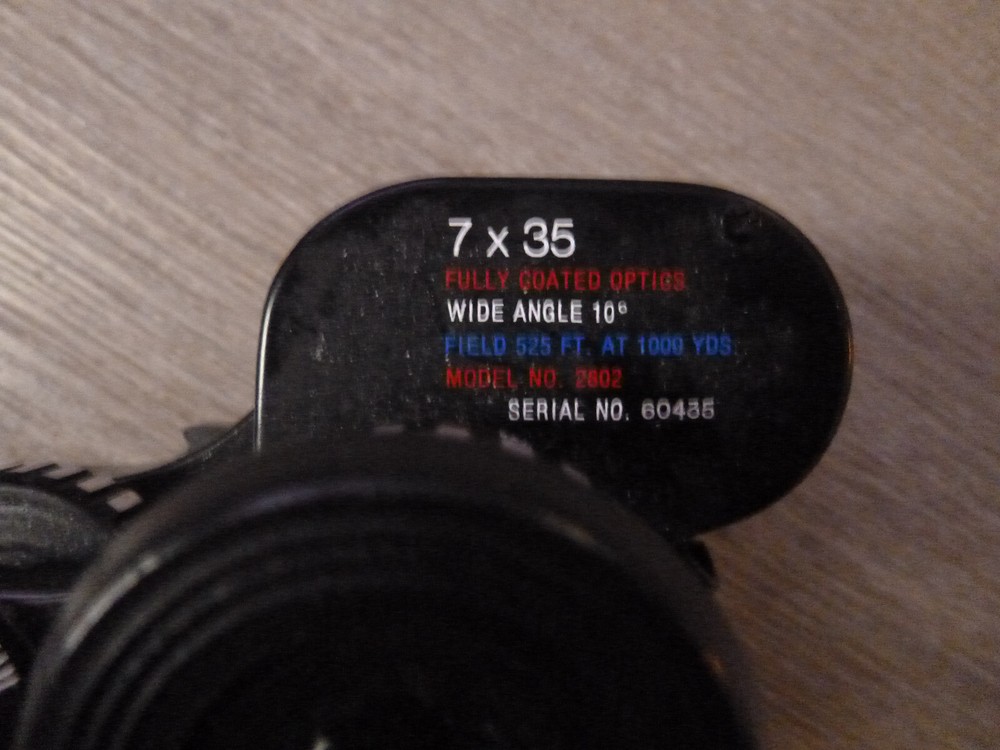 7 x 35
FULLY COATED OPTICS
WIDE ANGLE 10°
FIELD 525 FT. AT 1000 YDS.
MODEL NO. 2802
SERIAL NO. 60435